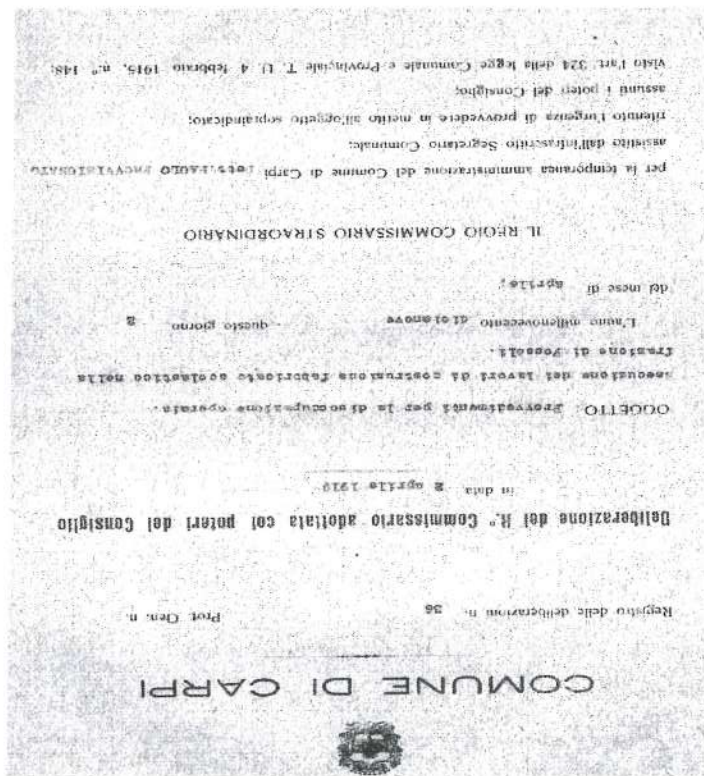 COMUNE DI CARPI
Registro delle deliberazioni n. 36 Prot. Gen. n.
Deliberazione del R.° Commissario adottata coi poteri del Consiglio
in data 2 aprile 1919
OGGETTO: Provvedimenti per la disoccupazione operaia.
Esecuzione dei lavori di costruzione fabbricato scolastico nella
frazione di Fossoli.
L'anno millenovecento dicianove questo giorno 2
del mese di aprile;
IL REGIO COMMISSARIO STRAORDINARIO
per la temporanea amministrazione del Comune di Carpi
assistito dall'infrascritto Segretario Comunale;
ritenuto l'urgenza di provvedere in merito all'oggetto sopraindicato;
assunti i poteri del Consiglio;
visto l'art. 324 della legge Comunale e Provinciale T. U. 4 febbraio 1915, n.° 148;